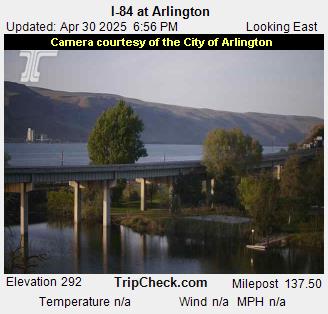 I-84 at Arlington
Updated: Apr 30 2025 6:56 PM Looking East
Camera courtesy of the City of Arlington
Elevation 292 TripCheck.com Milepost 137.50
Temperature n/a Wind n/a MPH n/a